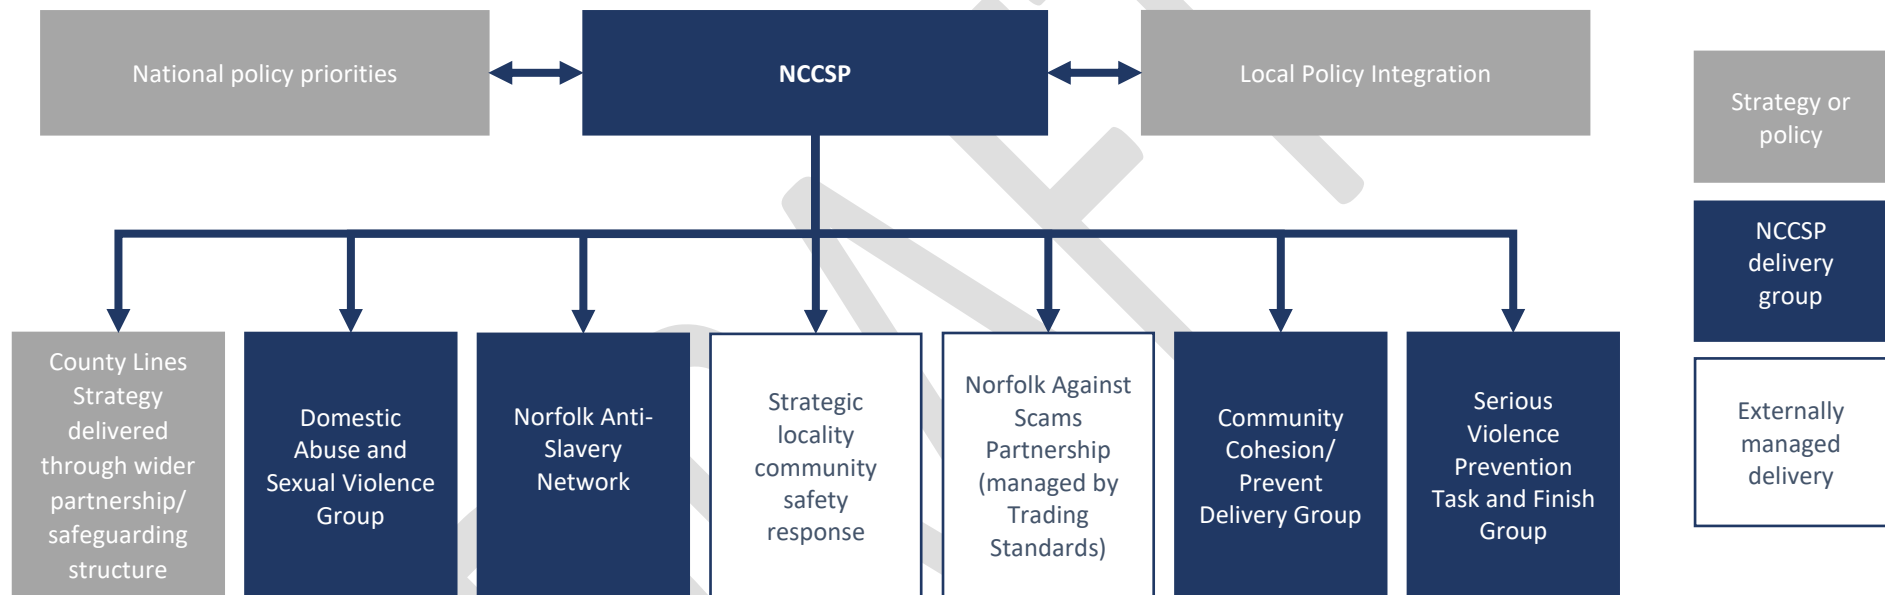 National policy priorities
NCCSP
Local Policy Integration
Strategy or
policy
NCCSP
delivery
group
Externally
managed
delivery
County Lines
Strategy
delivered
through wider
partnership/
safeguarding
structure
Domestic
Abuse and
Sexual Violence
Group
Norfolk Anti-
Slavery
Network
Strategic
locality
community
safety
response
Norfolk Against
Scams
Partnership
(managed by
Trading
Standards)
Community
Cohesion/
Prevent
Delivery Group
Serious
Violence
Prevention
Task and Finish
Group